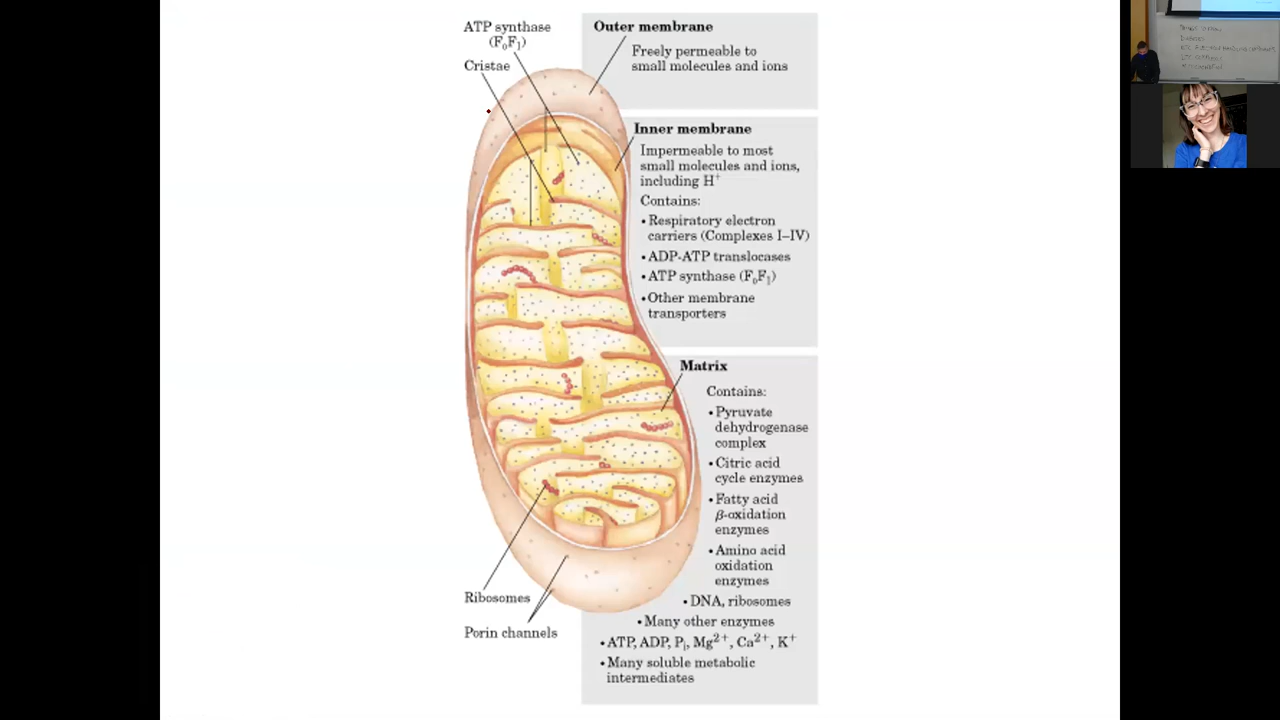 ATP synthase
(FₒF₁)
Cristae
Outer membrane
Freely permeable to
small molecules and ions
Inner membrane
Impermeable to most
small molecules and ions,
including H⁺
Contains:
• Respiratory electron
carriers (Complexes I–IV)
• ADP-ATP translocases
• ATP synthase (FₒF₁)
• Other membrane
transporters
Matrix
Contains:
• Pyruvate
dehydrogenase
complex
• Citric acid
cycle enzymes
• Fatty acid
β-oxidation
enzymes
• Amino acid
oxidation
enzymes
• DNA, ribosomes
• Many other enzymes
• ATP, ADP, Pᵢ, Mg²⁺, Ca²⁺, K⁺
• Many soluble metabolic
intermediates
Ribosomes
Porin channels